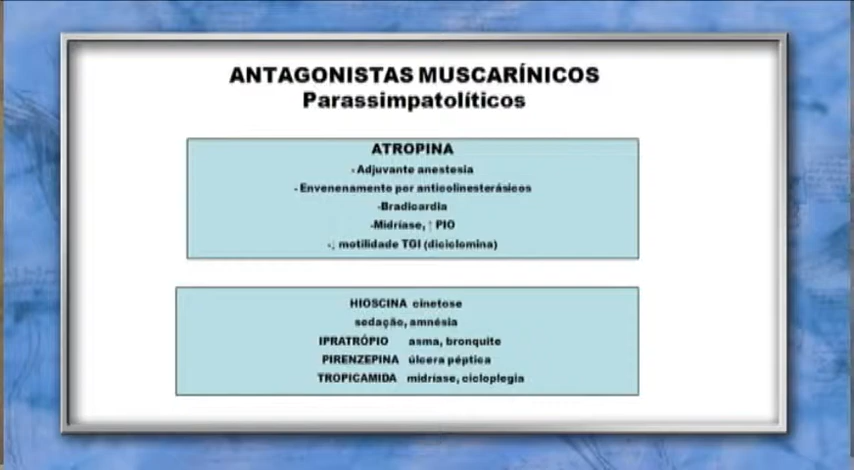 ANTAGONISTAS MUSCARÍNICOS
Parassimpatolíticos
ATROPINA
- Adjuvante anestesia
- Envenenamento por anticolinesterásicos
-Bradicardia
-Midríase, ↑ PIO
-↓ motilidade TGI (diciclomina)
HIOSCINA cinetose
sedação, amnésia
IPRATRÓPIO asma, bronquite
PIRENZEPINA úlcera péptica
TROPICAMIDA midríase, cicloplegia